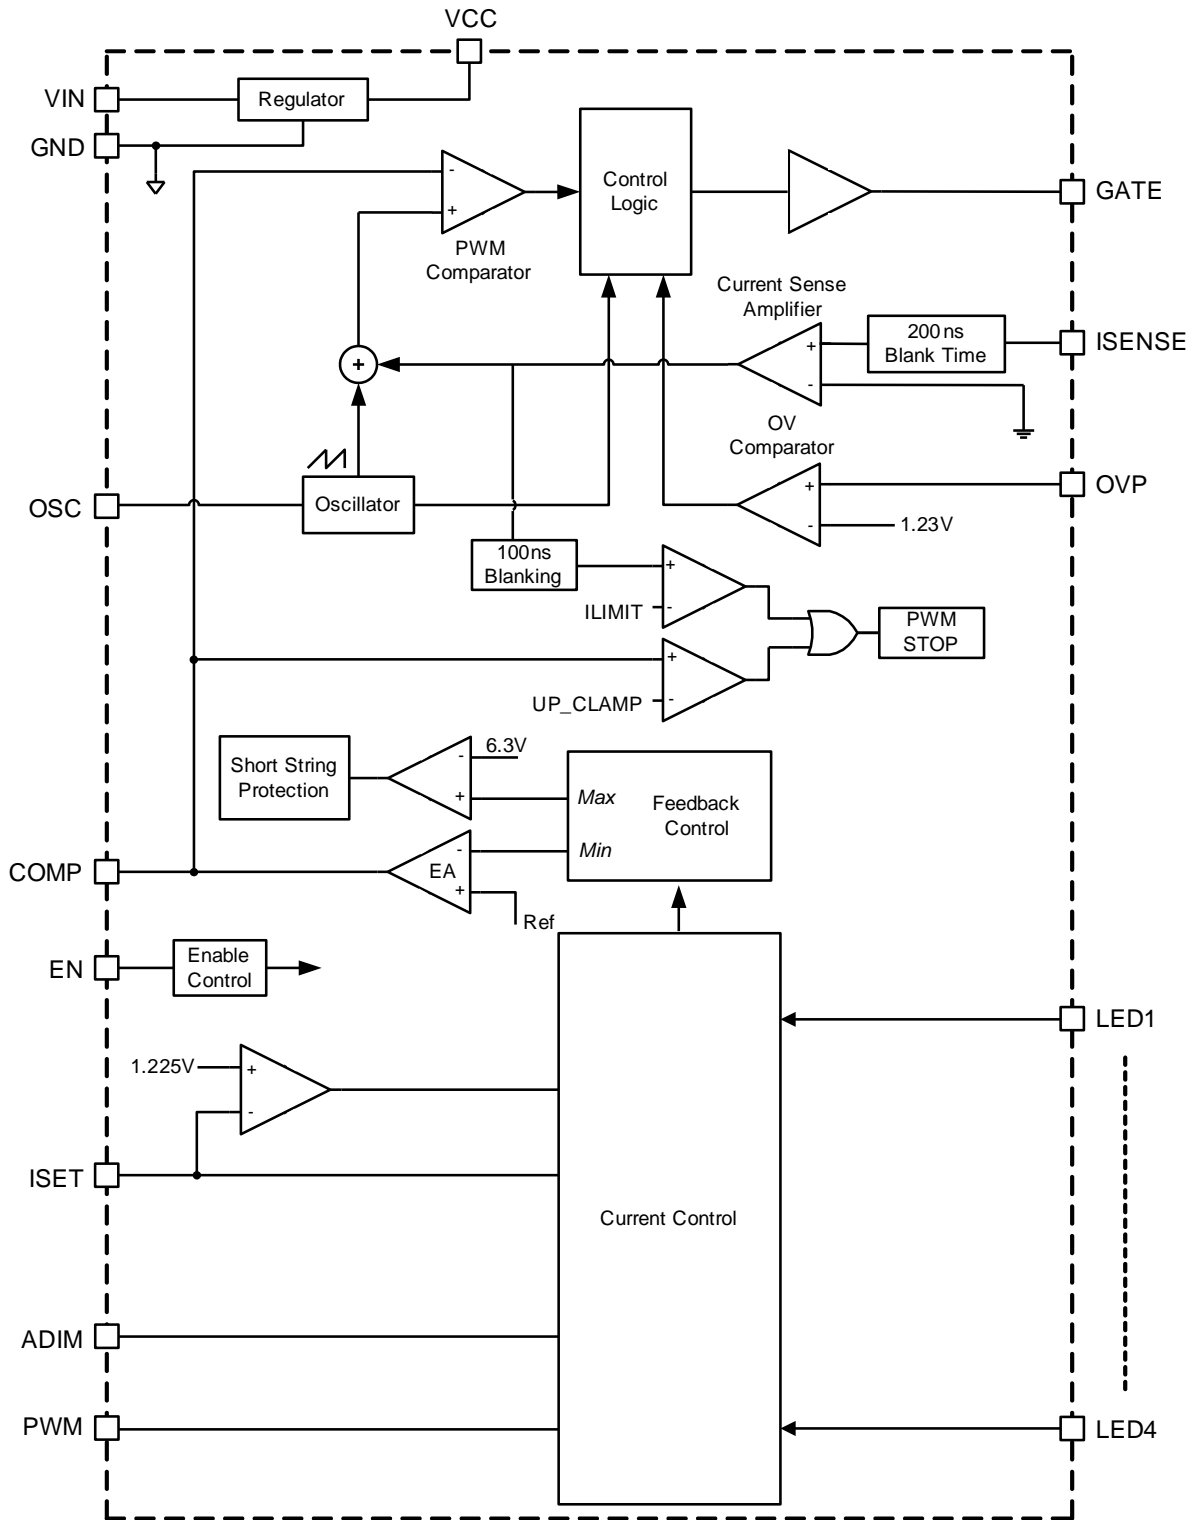 VCC
VIN
Regulator
GND
-
+
PWM
Comparator
Control
Logic
GATE
Current Sense
Amplifier
+
-
200ns
Blank Time
ISENSE
+
OV
Comparator
+
-
1.23V
OVP
OSC
Oscillator
100ns
Blanking
+
-
ILIMIT
PWM
STOP
+
-
UP_CLAMP
Short String
Protection
-
+
6.3V
Max
Min
Feedback
Control
COMP
EA
-
+
Ref
EN
Enable
Control
LED1
1.225V
+
-
ISET
Current Control
ADIM
PWM
LED4